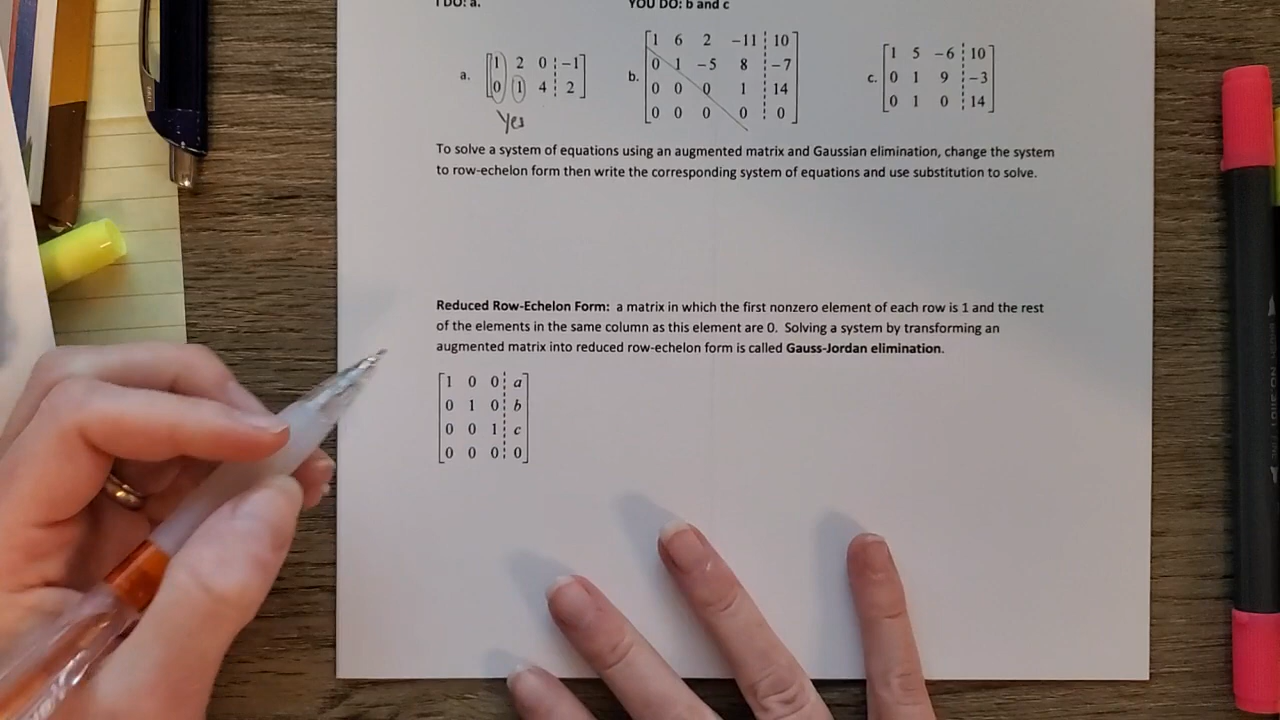 I DO: a.    YOU DO: b and c
a. [1 2 0 ¦ -1]    b. [1 6 2 -11 ¦ 10]    c. [1 5 -6 ¦ 10]
[0 1 4 ¦ 2]    [0 1 -5 8 ¦ -7]    [0 1 9 ¦ -3]
[0 0 0 1 ¦ 14]    [0 1 0 ¦ 14]
[0 0 0 0 ¦ 0]
Yes
To solve a system of equations using an augmented matrix and Gaussian elimination, change the system
to row-echelon form then write the corresponding system of equations and use substitution to solve.
Reduced Row-Echelon Form: a matrix in which the first nonzero element of each row is 1 and the rest
of the elements in the same column as this element are 0. Solving a system by transforming an
augmented matrix into reduced row-echelon form is called Gauss-Jordan elimination.
[1 0 0 ¦ a]
[0 1 0 ¦ b]
[0 0 1 ¦ c]
[0 0 0 ¦ 0]